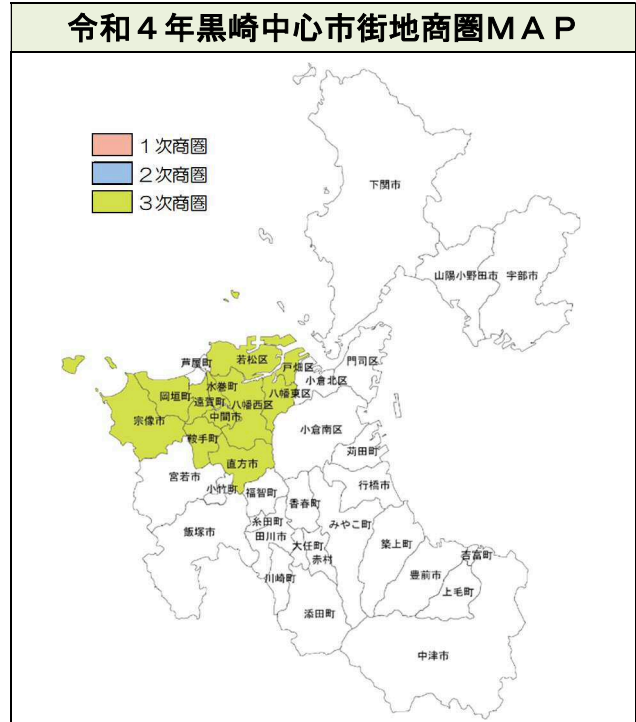 令和４年黒崎中心市街地商圏ＭＡＰ
１次商圏
２次商圏
３次商圏
下関市
山陽小野田市
宇部市
門司区
芦屋町
若松区
戸畑区
小倉北区
水巻町
八幡東区
岡垣町
遠賀町
八幡西区
中間市
宗像市
小倉南区
鞍手町
苅田町
直方市
宮若市
小竹町
福智町
行橋市
香春町
糸田町
みやこ町
飯塚市
田川市
大任町
築上町
吉富町
赤村
川崎町
豊前市
上毛町
添田町
中津市